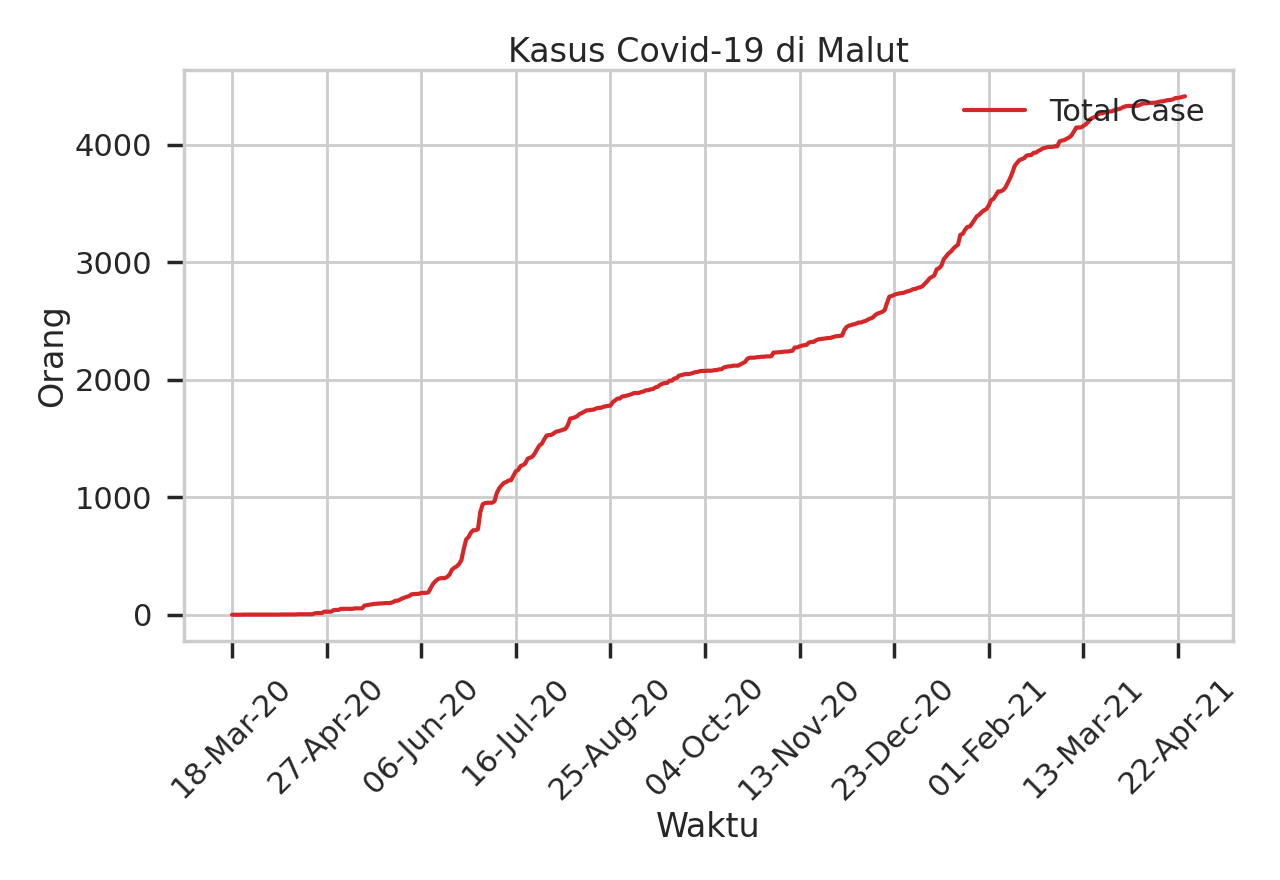 Kasus Covid-19 di Malut
Total Case
4000
3000
2000
1000
0
Orang
18-Mar-20
27-Apr-20
06-Jun-20
16-Jul-20
25-Aug-20
04-Oct-20
13-Nov-20
23-Dec-20
01-Feb-21
13-Mar-21
22-Apr-21
Waktu